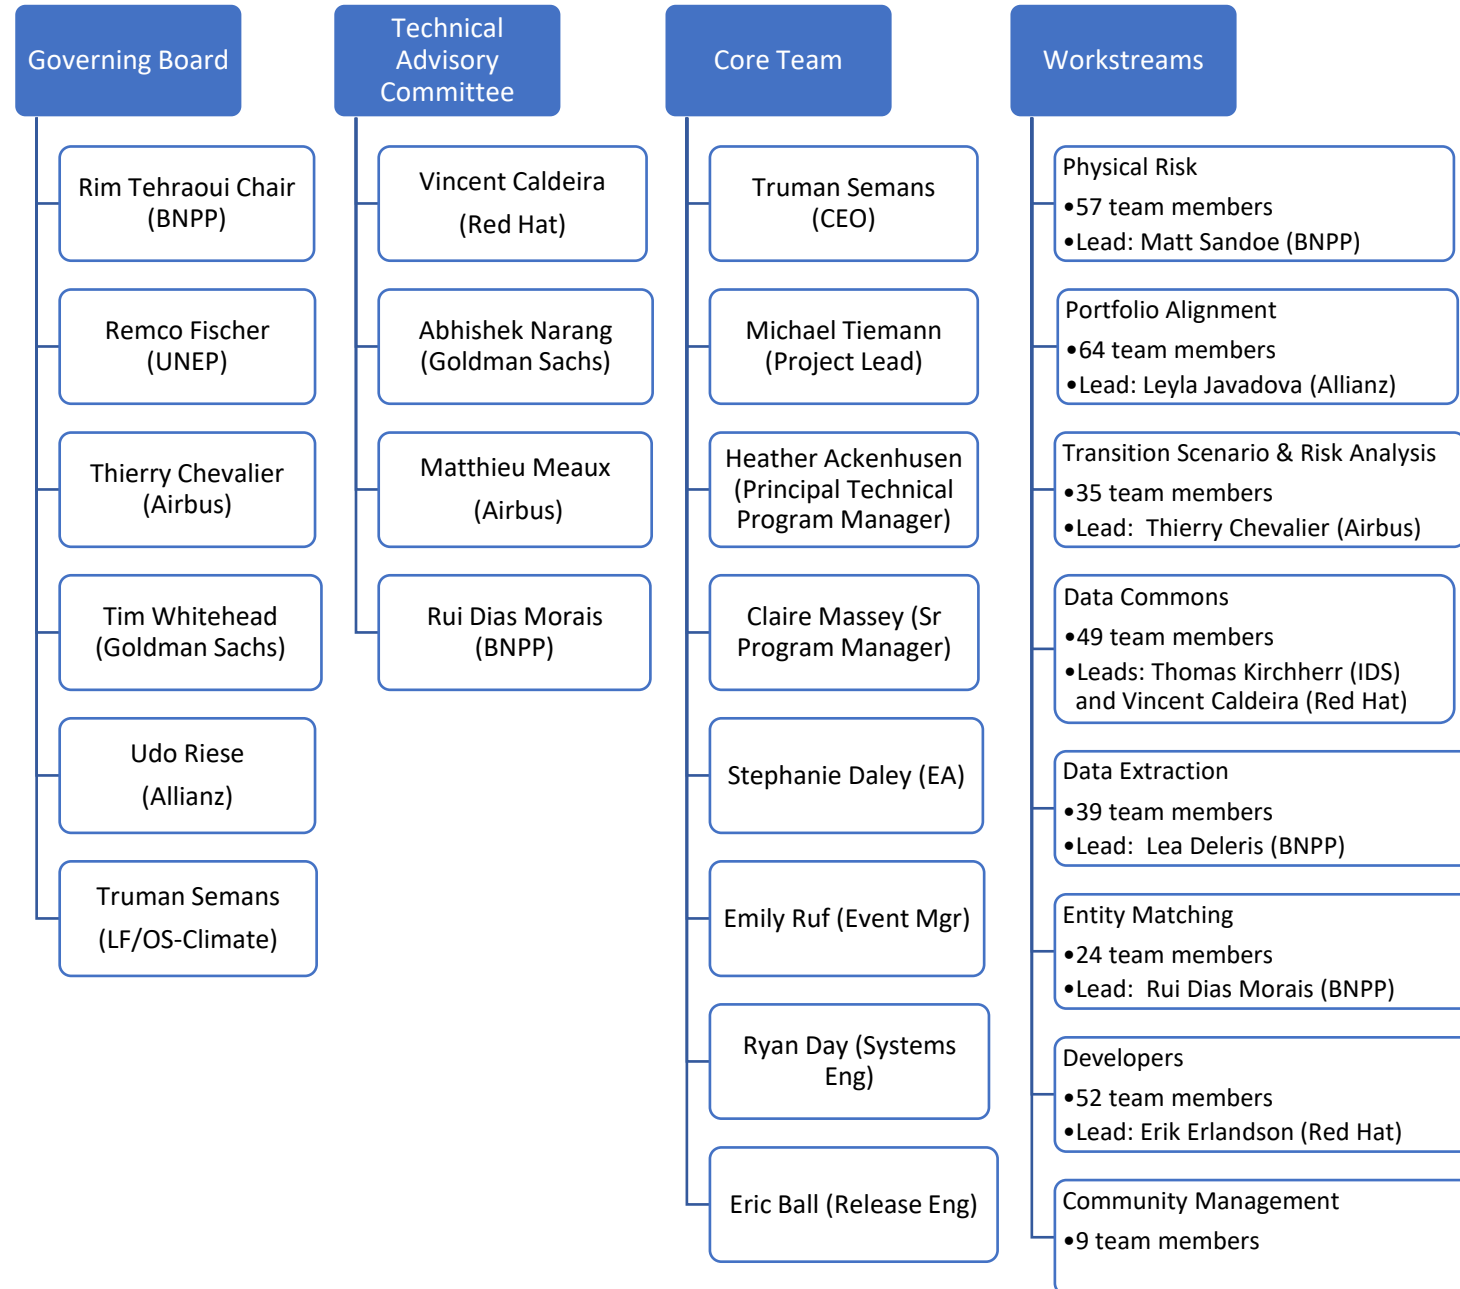 Governing Board
Rim Tehraoui Chair
(BNPP)
Remco Fischer
(UNEP)
Thierry Chevalier
(Airbus)
Tim Whitehead
(Goldman Sachs)
Udo Riese
(Allianz)
Truman Semans
(LF/OS-Climate)
Technical
Advisory
Committee
Vincent Caldeira
(Red Hat)
Abhishek Narang
(Goldman Sachs)
Matthieu Meaux
(Airbus)
Rui Dias Morais
(BNPP)
Core Team
Truman Semans
(CEO)
Michael Tiemann
(Project Lead)
Heather Ackenhusen
(Principal Technical
Program Manager)
Claire Massey (Sr
Program Manager)
Stephanie Daley (EA)
Emily Ruf (Event Mgr)
Ryan Day (Systems
Eng)
Eric Ball (Release Eng)
Workstreams
Physical Risk
•57 team members
•Lead: Matt Sandoe (BNPP)
Portfolio Alignment
•64 team members
•Lead: Leyla Javadova (Allianz)
Transition Scenario & Risk Analysis
•35 team members
•Lead: Thierry Chevalier (Airbus)
Data Commons
•49 team members
•Leads: Thomas Kirchherr (IDS)
and Vincent Caldeira (Red Hat)
Data Extraction
•39 team members
•Lead: Lea Deleris (BNPP)
Entity Matching
•24 team members
•Lead: Rui Dias Morais (BNPP)
Developers
•52 team members
•Lead: Erik Erlandson (Red Hat)
Community Management
•9 team members